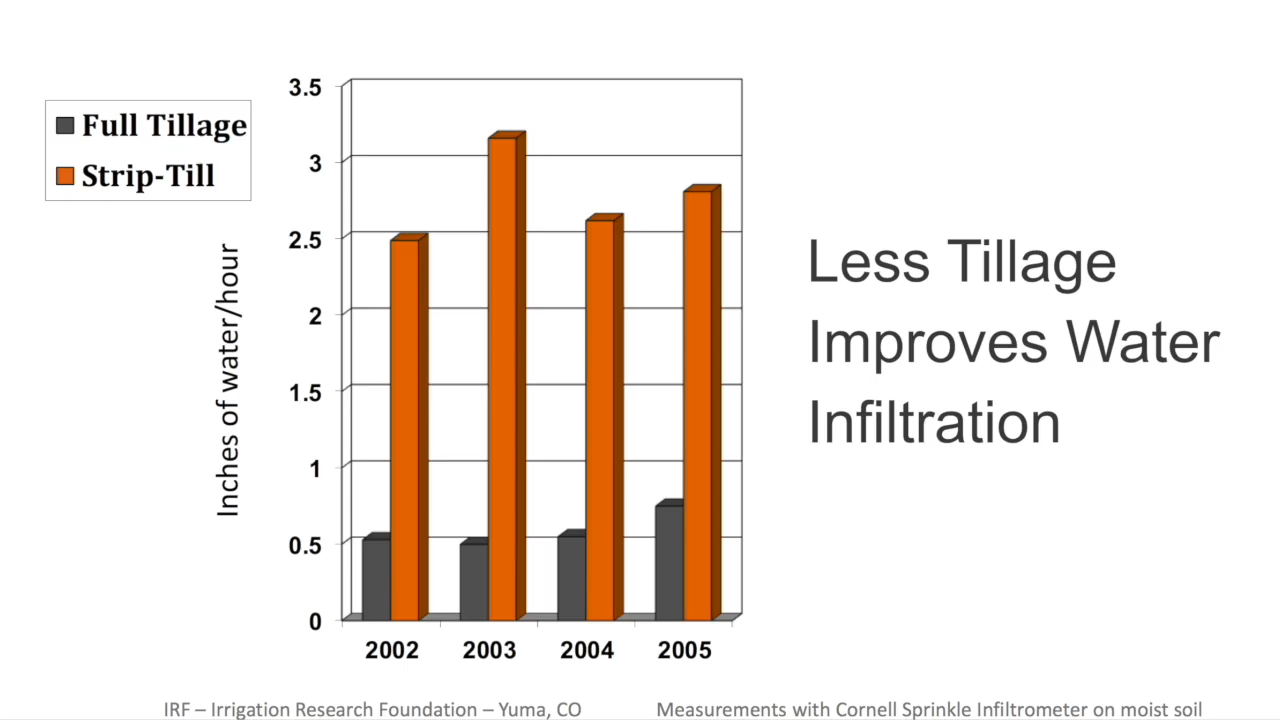 Full Tillage
Strip-Till
Inches of water/hour
3.5
3
2.5
2
1.5
1
0.5
0
2002 2003 2004 2005
Less Tillage
Improves Water
Infiltration
IRF – Irrigation Research Foundation – Yuma, CO Measurements with Cornell Sprinkle Infiltrometer on moist soil